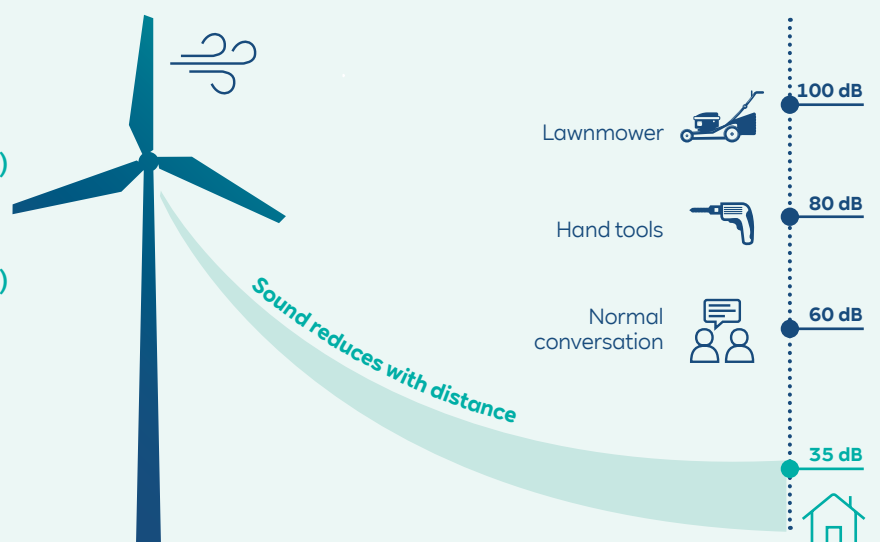 )
)
Sound reduces with distance
100 dB
Lawnmower
80 dB
Hand tools
60 dB
Normal
conversation
35 dB